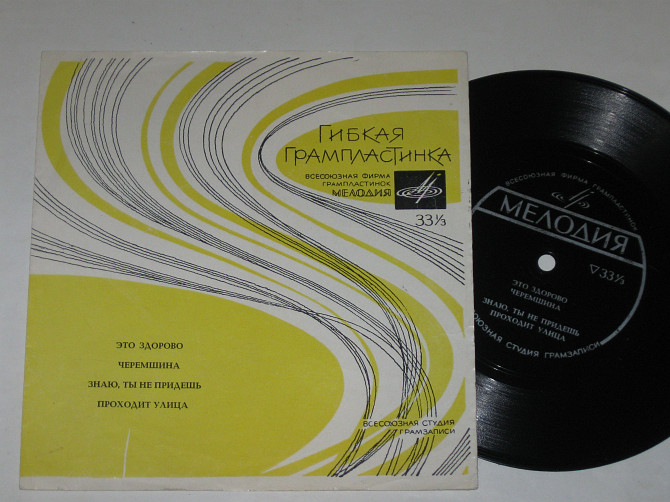 ГИБКАЯ
ГРАМПЛАСТИНКА
ВСЕСОЮЗНАЯ ФИРМА
ГРАМПЛАСТИНОК
МЕЛОДИЯ
33⅓
ЭТО ЗДОРОВО
ЧЕРЕМШИНА
ЗНАЮ, ТЫ НЕ ПРИДЕШЬ
ПРОХОДИТ УЛИЦА
ВСЕСОЮЗНАЯ СТУДИЯ
ГРАМЗАПИСИ
ВСЕСОЮЗНАЯ ФИРМА ГРАМПЛАСТИНОК
МЕЛОДИЯ
▽33⅓
ЭТО ЗДОРОВО
ЧЕРЕМШИНА
ЗНАЮ, ТЫ НЕ ПРИДЕШЬ
ПРОХОДИТ УЛИЦА
СОЮЗНАЯ СТУДИЯ ГРАМЗАПИСИ